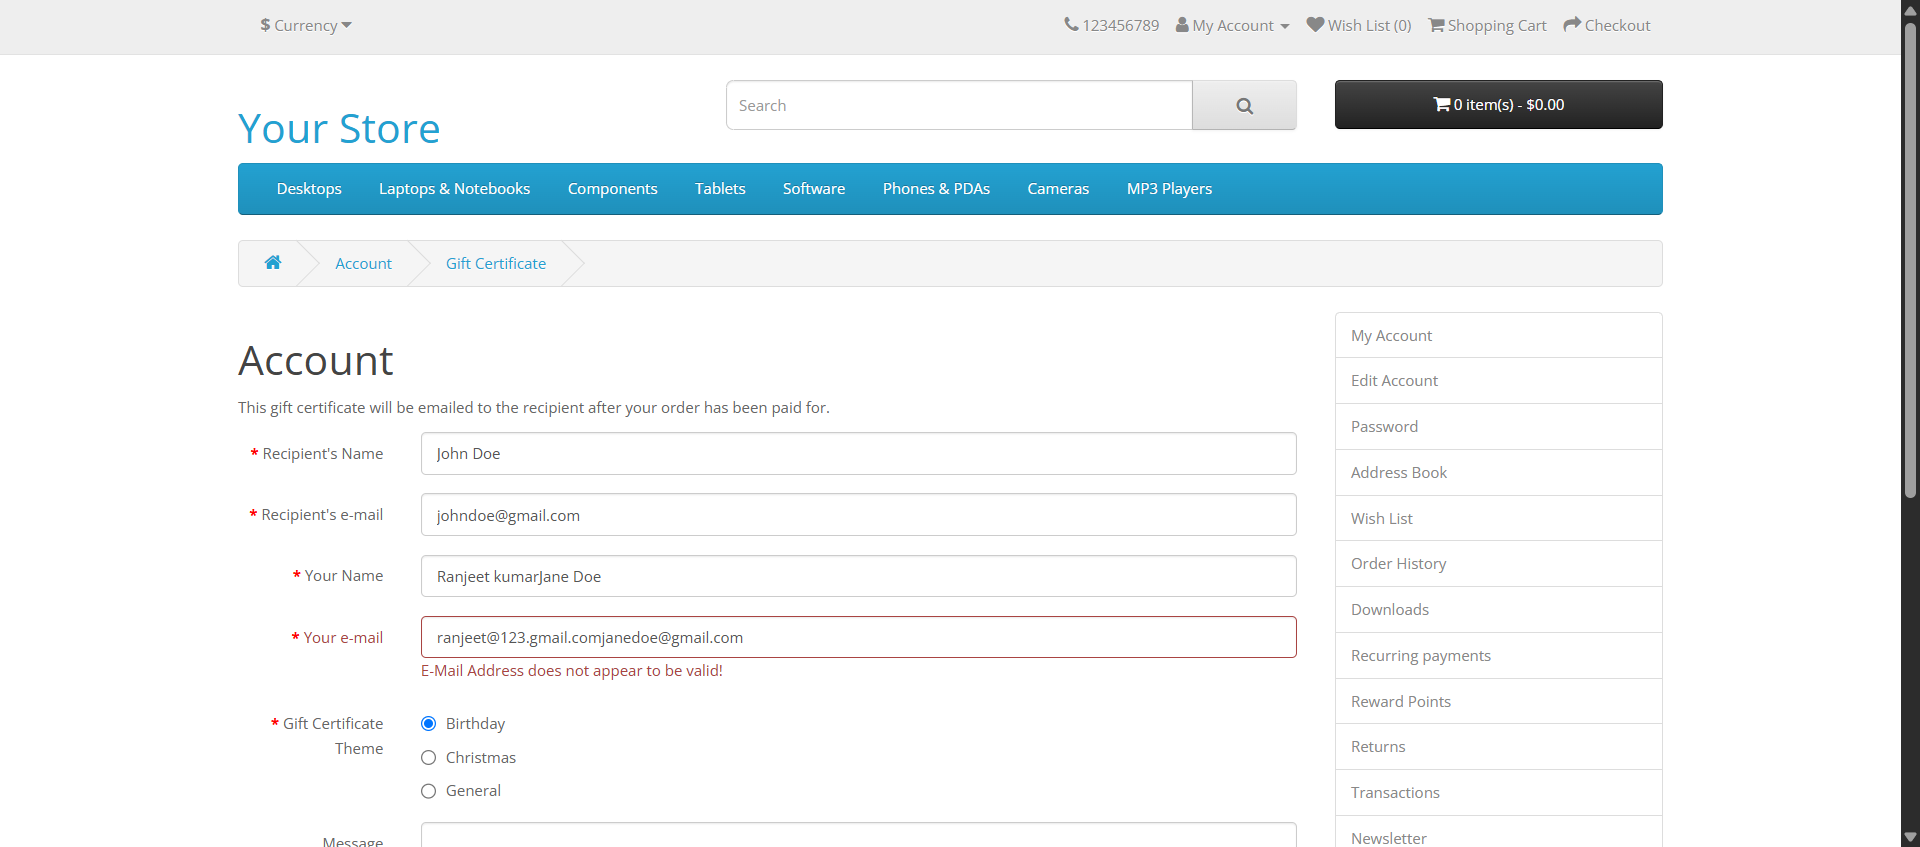 $ Currency
123456789 My Account Wish List (0) Shopping Cart Checkout
Search
0 item(s) - $0.00
Your Store
Desktops Laptops & Notebooks Components Tablets Software Phones & PDAs Cameras MP3 Players
Account Gift Certificate
Account
This gift certificate will be emailed to the recipient after your order has been paid for.
* Recipient's Name John Doe
* Recipient's e-mail johndoe@gmail.com
* Your Name Ranjeet kumarJane Doe
* Your e-mail ranjeet@123.gmail.comjanedoe@gmail.com
E-Mail Address does not appear to be valid!
* Gift Certificate Theme
Birthday
Christmas
General
Message
My Account
Edit Account
Password
Address Book
Wish List
Order History
Downloads
Recurring payments
Reward Points
Returns
Transactions
Newsletter